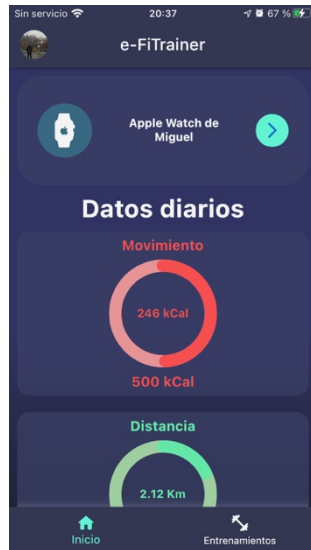 Sin servicio 20:37 67 %
e-FiTrainer
Apple Watch de
Miguel
Datos diarios
Movimiento
246 kCal
500 kCal
Distancia
2.12 Km
Inicio
Entrenamientos